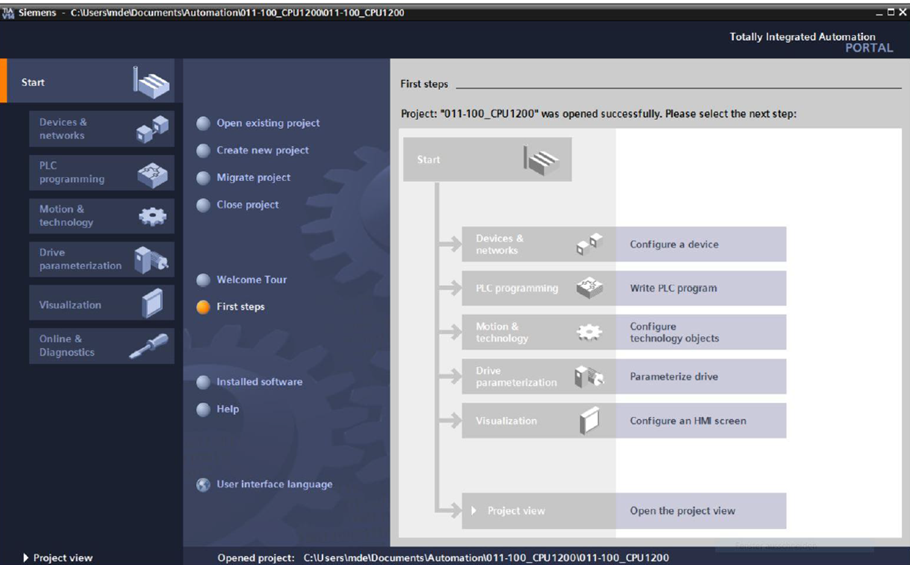 TIA V14 Siemens - C:\Users\mde\Documents\Automation\011-100_CPU1200\011-100_CPU1200
Totally Integrated Automation
PORTAL
Start
Devices &
networks
PLC
programming
Motion &
technology
Drive
parameterization
Visualization
Online &
Diagnostics
Project view
Open existing project
Create new project
Migrate project
Close project
Welcome Tour
First steps
Installed software
Help
User interface language
First steps
Project: "011-100_CPU1200" was opened successfully. Please select the next step:
Start
Devices &
networks
Configure a device
PLC programming
Write PLC program
Motion &
technology
Configure
technology objects
Drive
parameterization
Parameterize drive
Visualization
Configure an HMI screen
Project view
Open the project view
Opened project: C:\Users\mde\Documents\Automation\011-100_CPU1200\011-100_CPU1200